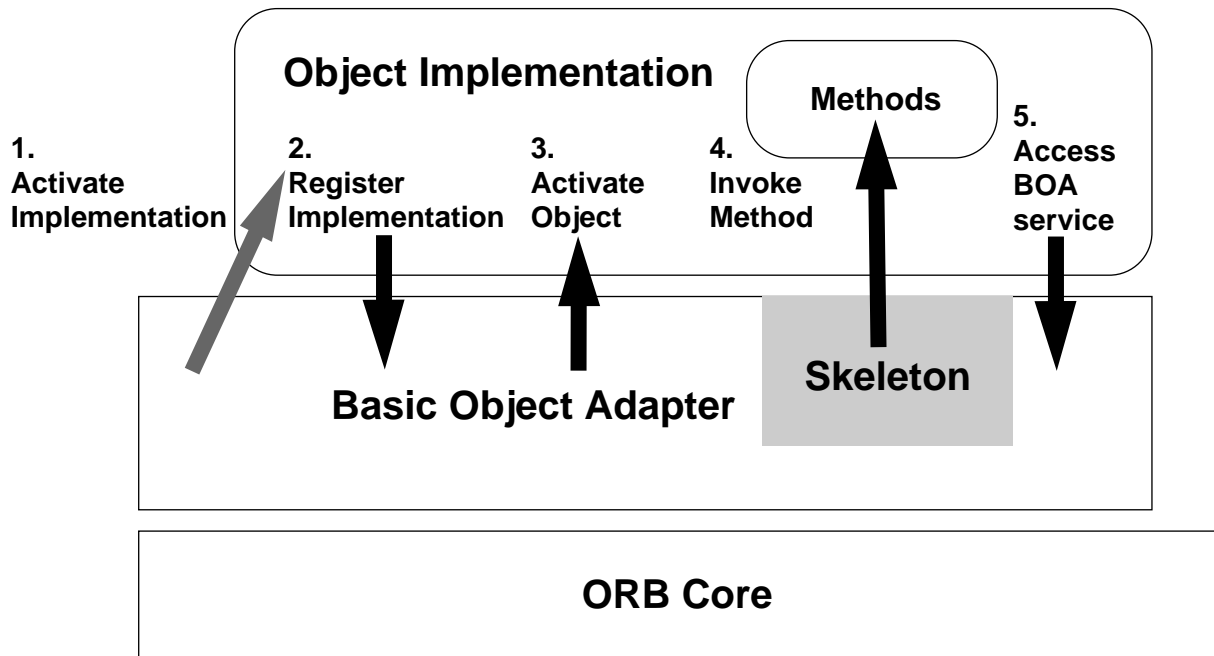 Object Implementation
Methods
1.
Activate
Implementation
2.
Register
Implementation
3.
Activate
Object
4.
Invoke
Method
5.
Access
BOA
service
Basic Object Adapter
Skeleton
ORB Core